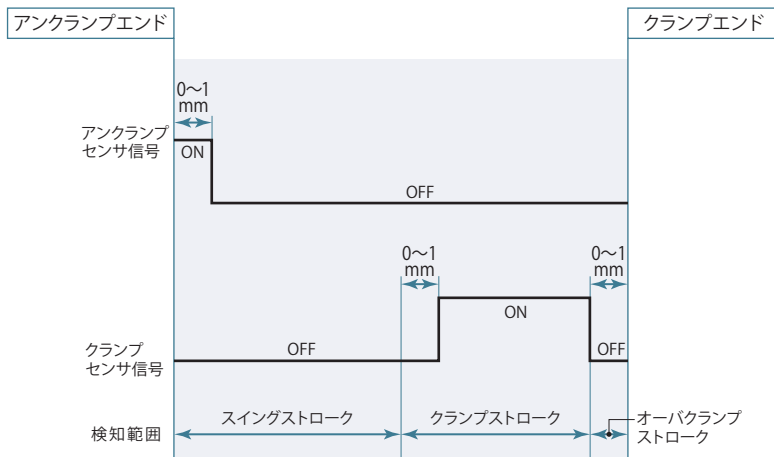 アンクランプエンド
クランプエンド
0〜1
mm
アンクランプ
センサ信号
ON
OFF
0〜1
mm
0〜1
mm
ON
クランプ
センサ信号
OFF
OFF
検知範囲
スイングストローク
クランプストローク
オーバクランプ
ストローク